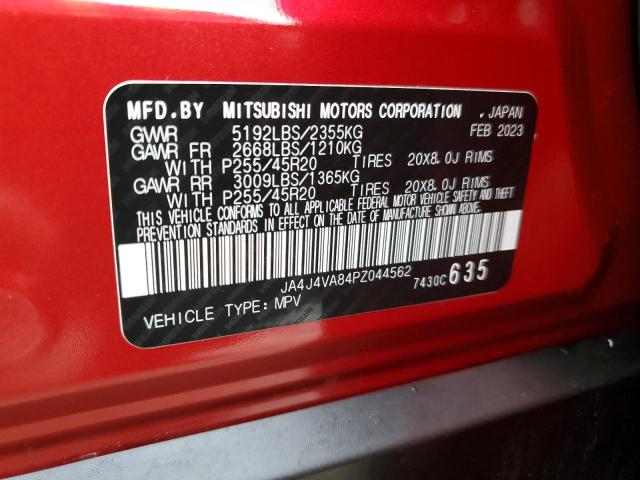 MFD.BY MITSUBISHI MOTORS CORPORATION , JAPAN
GVWR 5192LBS/2355KG FEB 2023
GAWR FR 2668LBS/1210KG
WITH P255/45R20 TIRES 20X8.0J RIMS
GAWR RR 3009LBS/1365KG
WITH P255/45R20 TIRES 20X8.0J RIMS
THIS VEHICLE CONFORMS TO ALL APPLICABLE FEDERAL MOTOR VEHICLE SAFETY AND THEFT
PREVENTION STANDARDS IN EFFECT ON THE DATE OF MANUFACTURE SHOWN ABOVE.
JA4J4VA84PZ044562 7430C 635
VEHICLE TYPE: MPV